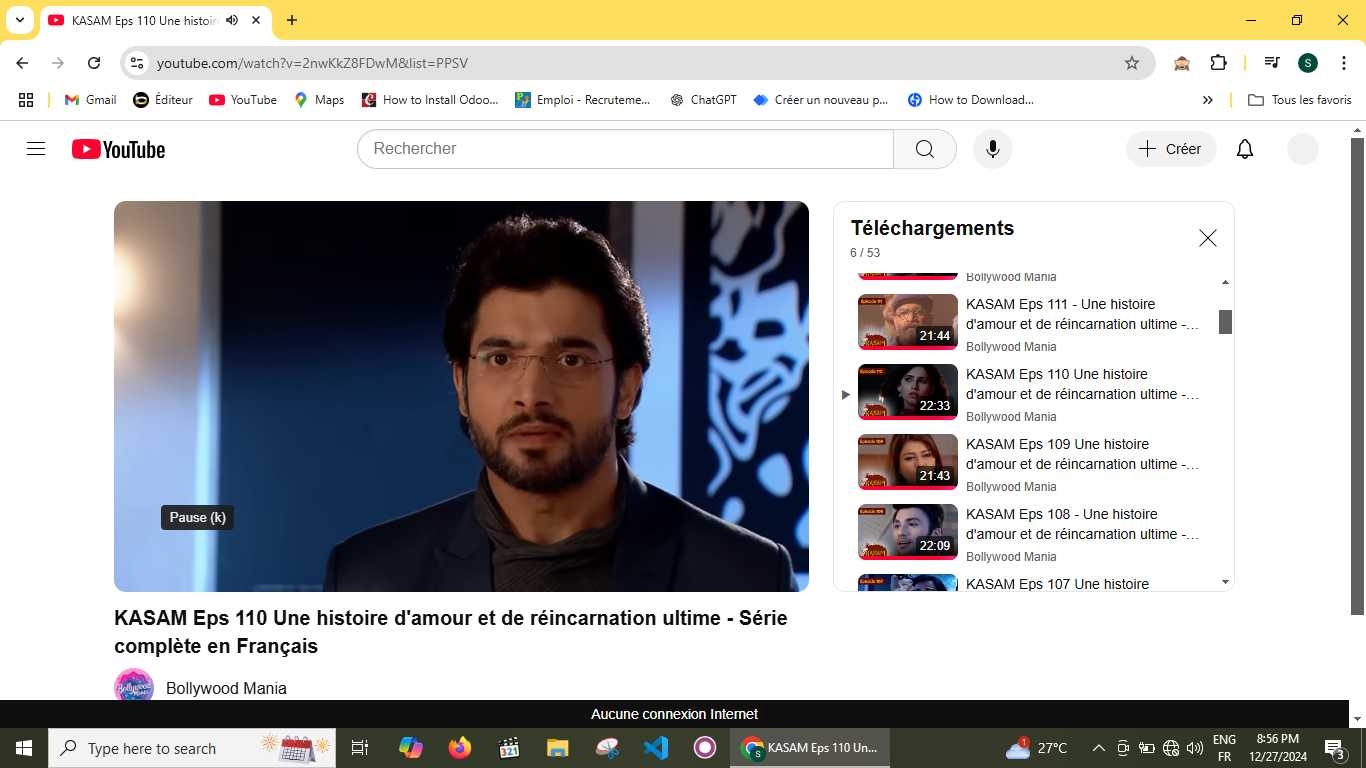 KASAM Eps 110 Une histoir
youtube.com/watch?v=2nwKkZ8FDwM&list=PPSV
S
Gmail
Éditeur
YouTube
Maps
How to Install Odoo...
Emploi - Recruteme...
ChatGPT
Créer un nouveau p...
How to Download...
Tous les favoris
YouTube
Rechercher
Créer
Pause (k)
Téléchargements
6 / 53
Bollywood Mania
21:44
KASAM Eps 111 - Une histoire
d'amour et de réincarnation ultime -...
Bollywood Mania
22:33
KASAM Eps 110 Une histoire
d'amour et de réincarnation ultime -...
Bollywood Mania
21:43
KASAM Eps 109 Une histoire
d'amour et de réincarnation ultime -...
Bollywood Mania
22:09
KASAM Eps 108 - Une histoire
d'amour et de réincarnation ultime -...
Bollywood Mania
KASAM Eps 107 Une histoire
KASAM Eps 110 Une histoire d'amour et de réincarnation ultime - Série
complète en Français
Bollywood Mania
Aucune connexion Internet
Type here to search
KASAM Eps 110 Un...
27°C
ENG
FR
8:56 PM
12/27/2024
3